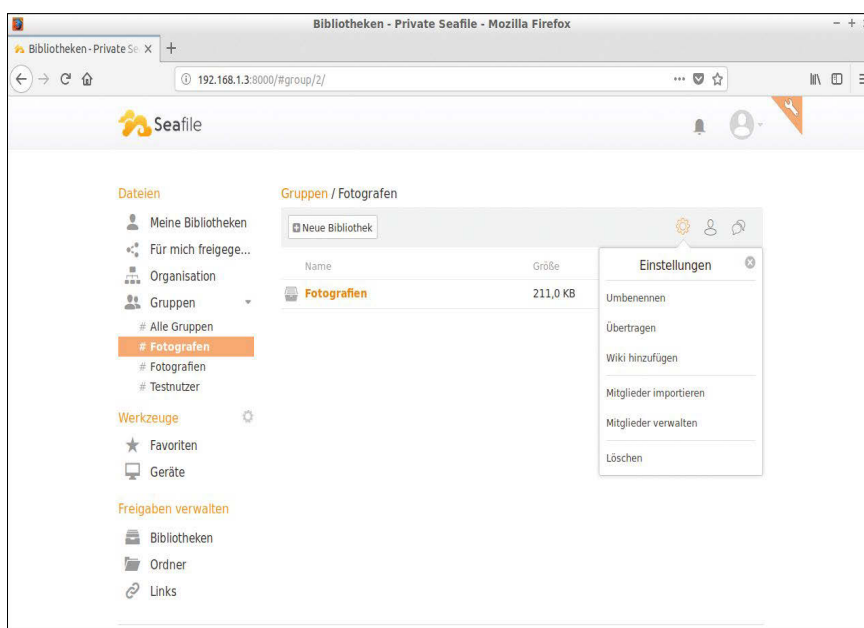 Bibliotheken - Private Seafile - Mozilla Firefox
Bibliotheken - Private Se
192.168.1.3:8000/#group/2/
Seafile
Dateien
Meine Bibliotheken
Für mich freigege...
Organisation
Gruppen
# Alle Gruppen
# Fotografen
# Fotografien
# Testnutzer
Werkzeuge
Favoriten
Geräte
Freigaben verwalten
Bibliotheken
Ordner
Links
Gruppen / Fotografen
Neue Bibliothek
Name Größe
Fotografien 211,0 KB
Einstellungen
Umbenennen
Übertragen
Wiki hinzufügen
Mitglieder importieren
Mitglieder verwalten
Löschen